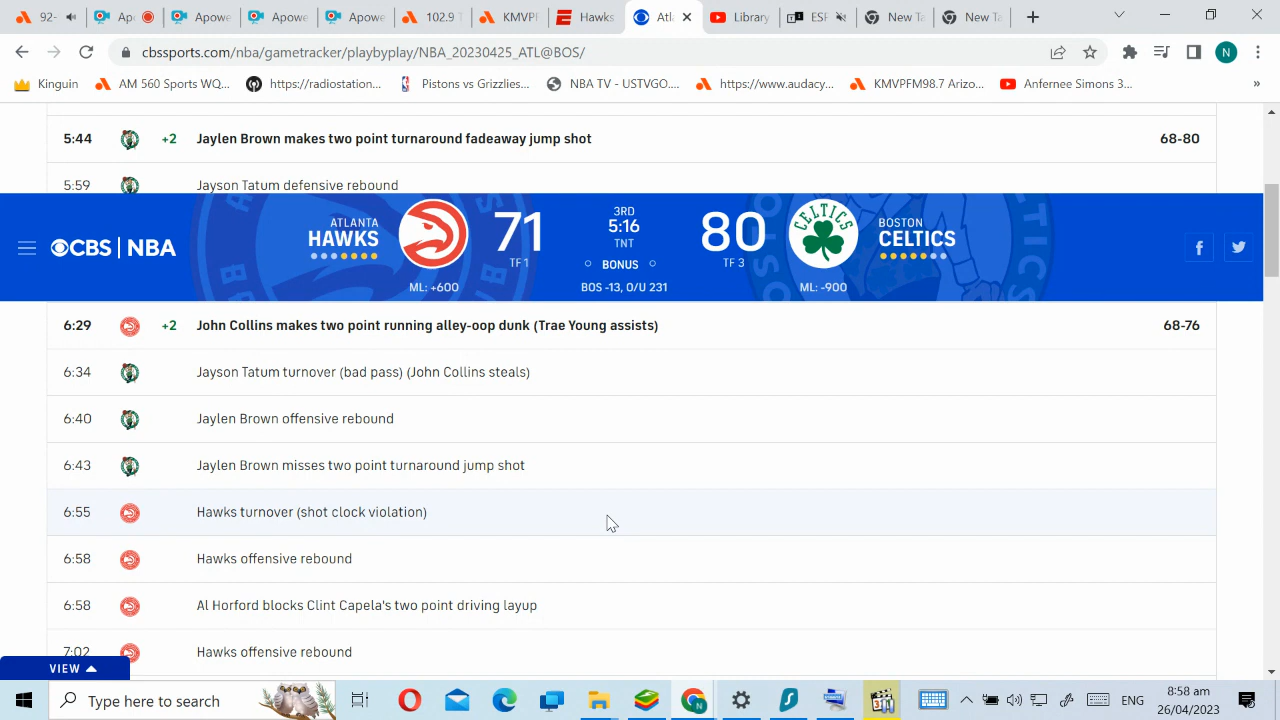 92-
Ap
Apowe
Apowe
Apowe
102.9 T
KMVPF
Hawks
Atl
Library
ESF
New Ta
New Ta
cbssports.com/nba/gametracker/playbyplay/NBA_20230425_ATL@BOS/
N
Kinguin
AM 560 Sports WQ...
https://radiostation...
Pistons vs Grizzlies...
NBA TV - USTVGO....
https://www.audacy...
KMVPFM98.7 Arizo...
Anfernee Simons 3...
»
5:44 +2 Jaylen Brown makes two point turnaround fadeaway jump shot 68-80
5:59 Jayson Tatum defensive rebound
CBS | NBA
ATLANTA
HAWKS
71
TF 1
ML: +600
3RD
5:16
TNT
BONUS
BOS -13, O/U 231
80
TF 3
CELTICS
BOSTON
CELTICS
ML: -900
6:29 +2 John Collins makes two point running alley-oop dunk (Trae Young assists) 68-76
6:34 Jayson Tatum turnover (bad pass) (John Collins steals)
6:40 Jaylen Brown offensive rebound
6:43 Jaylen Brown misses two point turnaround jump shot
6:55 Hawks turnover (shot clock violation)
6:58 Hawks offensive rebound
6:58 Al Horford blocks Clint Capela's two point driving layup
7:02 Hawks offensive rebound
VIEW
Type here to search
ENG
8:58 am
26/04/2023